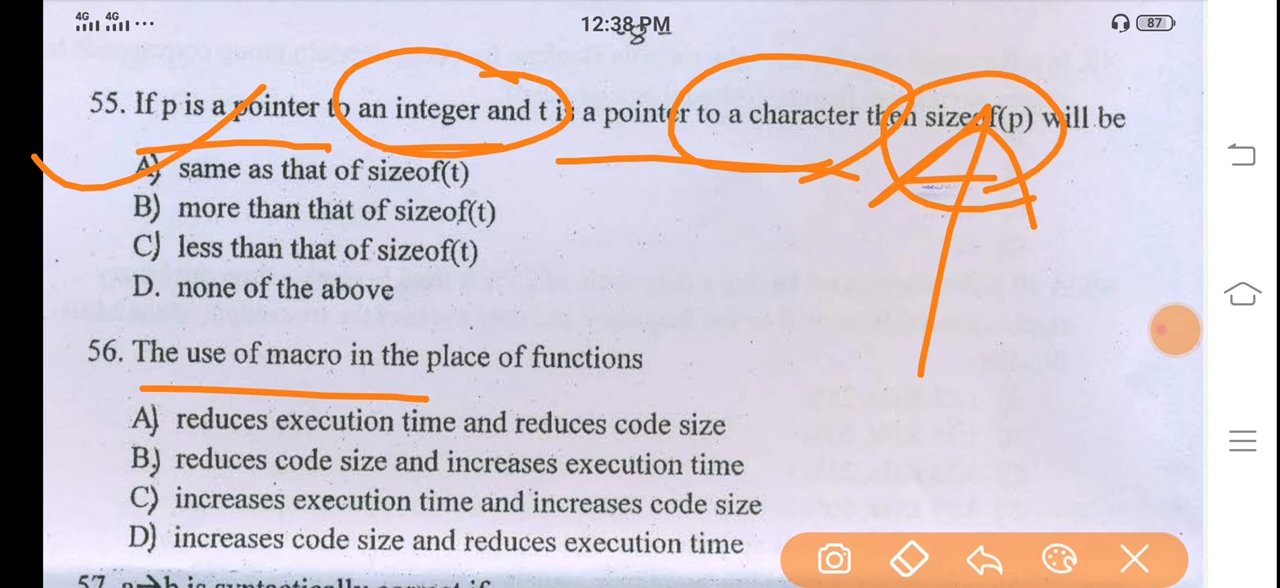 4G 4G 12:38 PM 87
55. If p is a pointer to an integer and t is a pointer to a character then sizeof(p) will be
A) same as that of sizeof(t)
B) more than that of sizeof(t)
C) less than that of sizeof(t)
D. none of the above
56. The use of macro in the place of functions
A) reduces execution time and reduces code size
B) reduces code size and increases execution time
C) increases execution time and increases code size
D) increases code size and reduces execution time